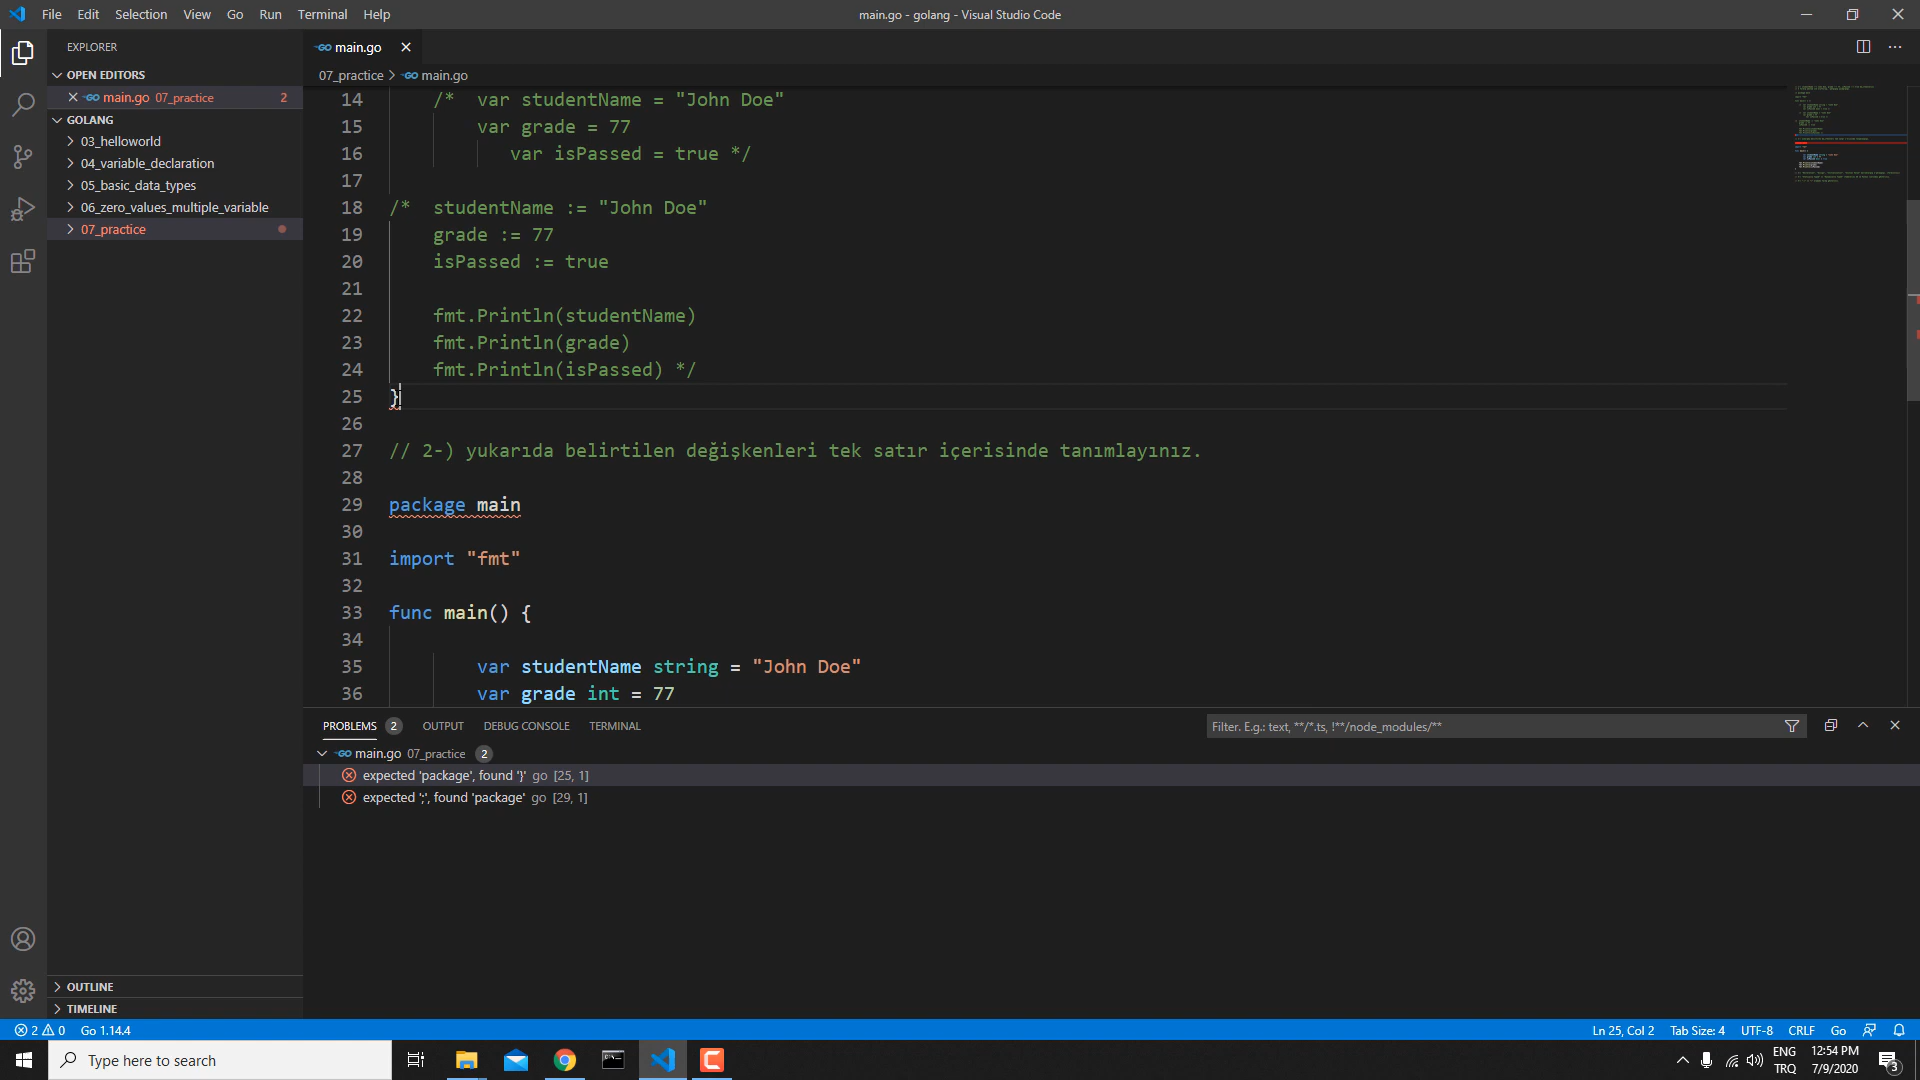 File Edit Selection View Go Run Terminal Help
main.go - golang - Visual Studio Code
EXPLORER
OPEN EDITORS
main.go 07_practice 2
GOLANG
03_helloworld
04_variable_declaration
05_basic_data_types
06_zero_values_multiple_variable
07_practice
OUTLINE
TIMELINE
main.go
07_practice > main.go
14 /* var studentName = "John Doe"
15 var grade = 77
16 var isPassed = true */
17
18 /* studentName := "John Doe"
19 grade := 77
20 isPassed := true
21
22 fmt.Println(studentName)
23 fmt.Println(grade)
24 fmt.Println(isPassed) */
25 }
26
27 // 2-) yukarıda belirtilen değişkenleri tek satır içerisinde tanımlayınız.
28
29 package main
30
31 import "fmt"
32
33 func main() {
34
35 var studentName string = "John Doe"
36 var grade int = 77
PROBLEMS 2 OUTPUT DEBUG CONSOLE TERMINAL
Filter. E.g.: text, **/*.ts, !**/node_modules/**
main.go 07_practice 2
expected 'package', found '}' go [25, 1]
expected ';', found 'package' go [29, 1]
2 0 Go 1.14.4
Ln 25, Col 2 Tab Size: 4 UTF-8 CRLF Go
Type here to search
ENG
TRQ
12:54 PM
7/9/2020
3